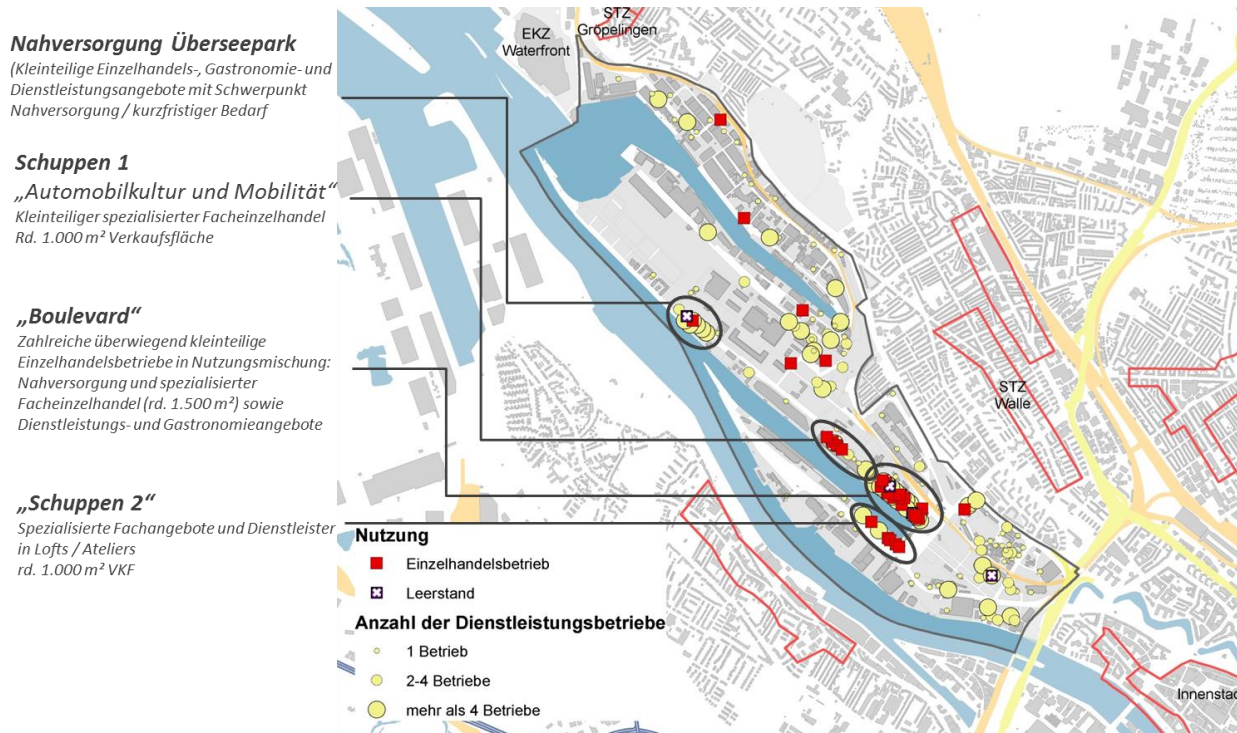 Nahversorgung Überseepark
(Kleinteilige Einzelhandels-, Gastronomie- und
Dienstleistungsangebote mit Schwerpunkt
Nahversorgung / kurzfristiger Bedarf
Schuppen 1
„Automobilkultur und Mobilität“
Kleinteiliger spezialisierter Facheinzelhandel
Rd. 1.000 m² Verkaufsfläche
„Boulevard“
Zahlreiche überwiegend kleinteilige
Einzelhandelsbetriebe in Nutzungsmischung:
Nahversorgung und spezialisierter
Facheinzelhandel (rd. 1.500 m²) sowie
Dienstleistungs- und Gastronomieangebote
„Schuppen 2“
Spezialisierte Fachangebote und Dienstleister
in Lofts / Ateliers
rd. 1.000 m² VKF
STZ
Gröpelingen
EKZ
Waterfront
STZ
Walle
Innenstad
Nutzung
Einzelhandelsbetrieb
Leerstand
Anzahl der Dienstleistungsbetriebe
1 Betrieb
2-4 Betriebe
mehr als 4 Betriebe